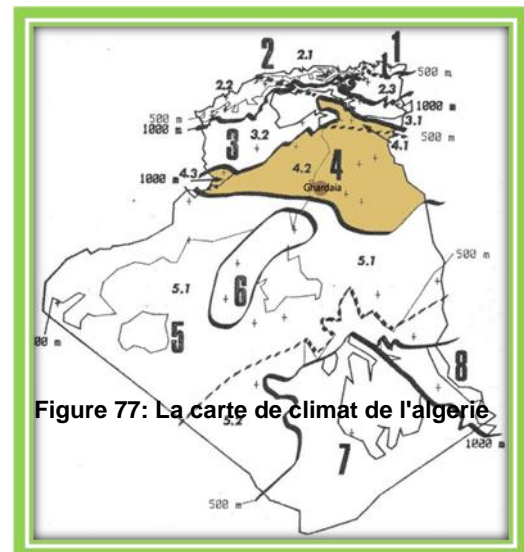 1
2
2.1
500 m
2.2
2.3
1000 m
500 m
1000 m
3.1
3.2
500 m
4.1
3
4
4.3
4.2
1000 m
Ghardaia
500 m
5.1
5.1
6
5
00 m
8
Figure 77: La carte de climat de l'algerie
5.2
1000 m
7
500 m